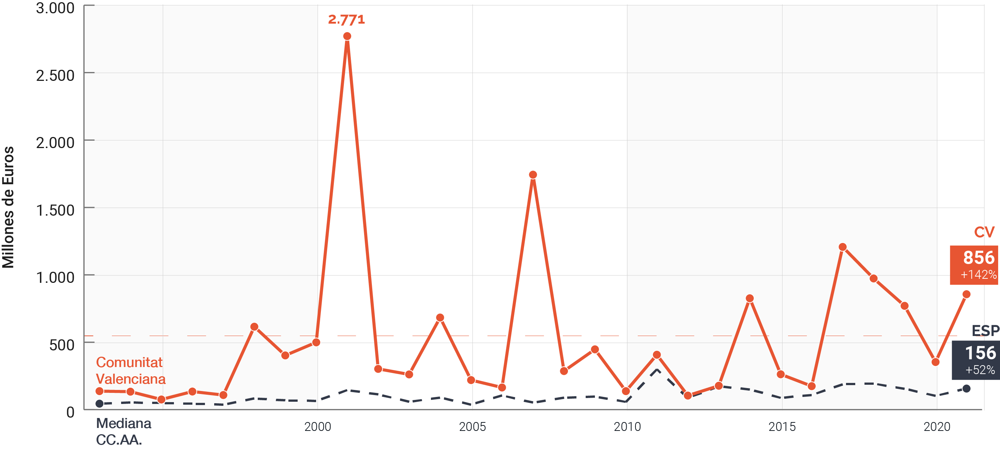 3.000
2.771
2.500
2.000
1.500
1.000
500
0
Millones de Euros
CV
856
+142%
ESP
156
+52%
Comunitat
Valenciana
Mediana
CC.AA.
2000
2005
2010
2015
2020